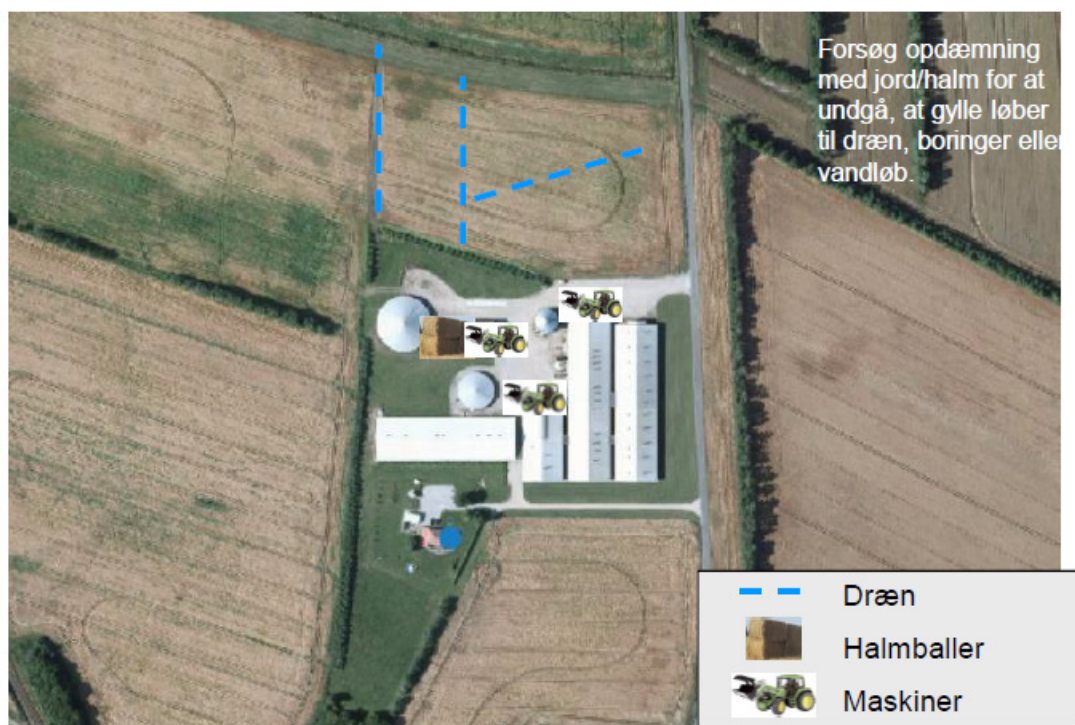 Forsøg opdæmning
med jord/halm for at
undgå, at gylle løber
til dræn, boringer eller
vandløb.
Dræn
Halmballer
Maskiner